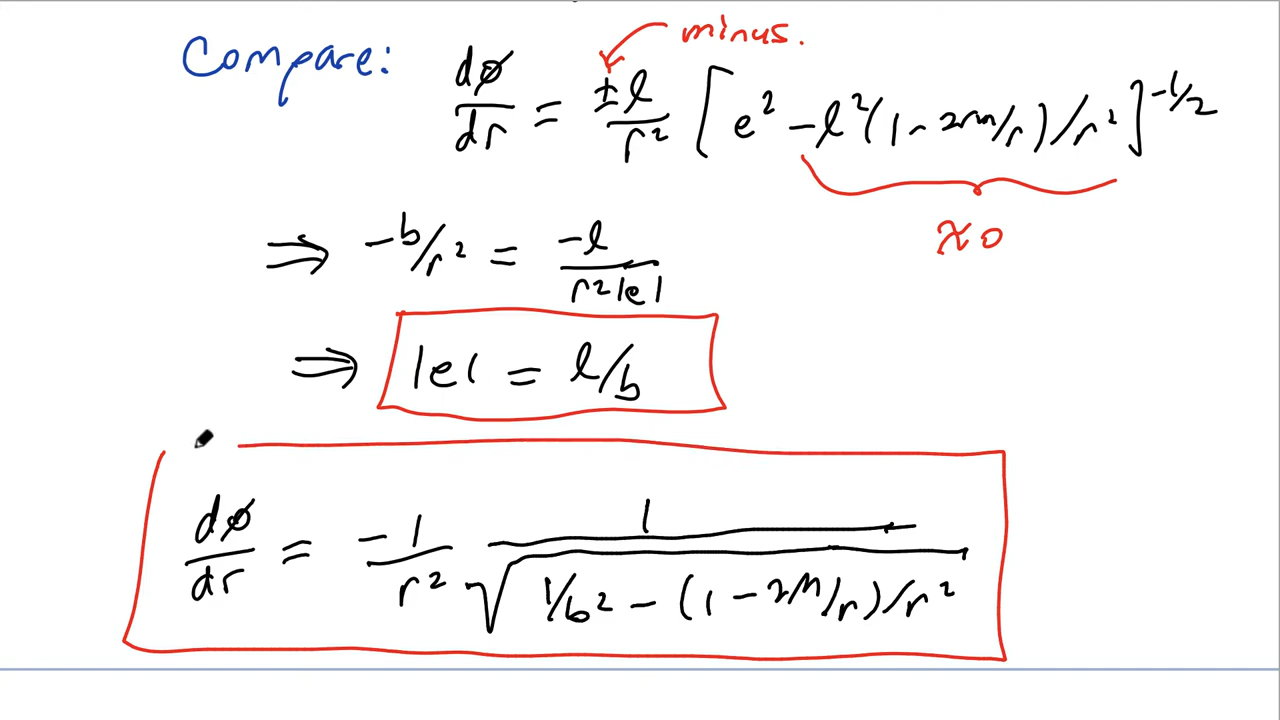 minus.
Compare: dφ/dr = ±l/r² [e² - l²(1 - 2m/r)/r²]^-1/2
≈0
⇒ -b/r² = -l/r²|e|
⇒ |e| = l/b
dφ/dr = -1/r² 1/√(1/b² - (1 - 2M/r)/r²)